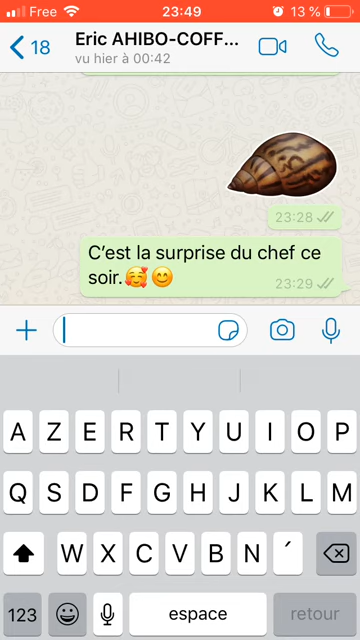 Free 23:49 13 %
18 Eric AHIBO-COFF...
vu hier à 00:42
23:28
C'est la surprise du chef ce
soir.🥰😊
23:29
A Z E R T Y U I O P
Q S D F G H J K L M
W X C V B N ´
123 espace retour